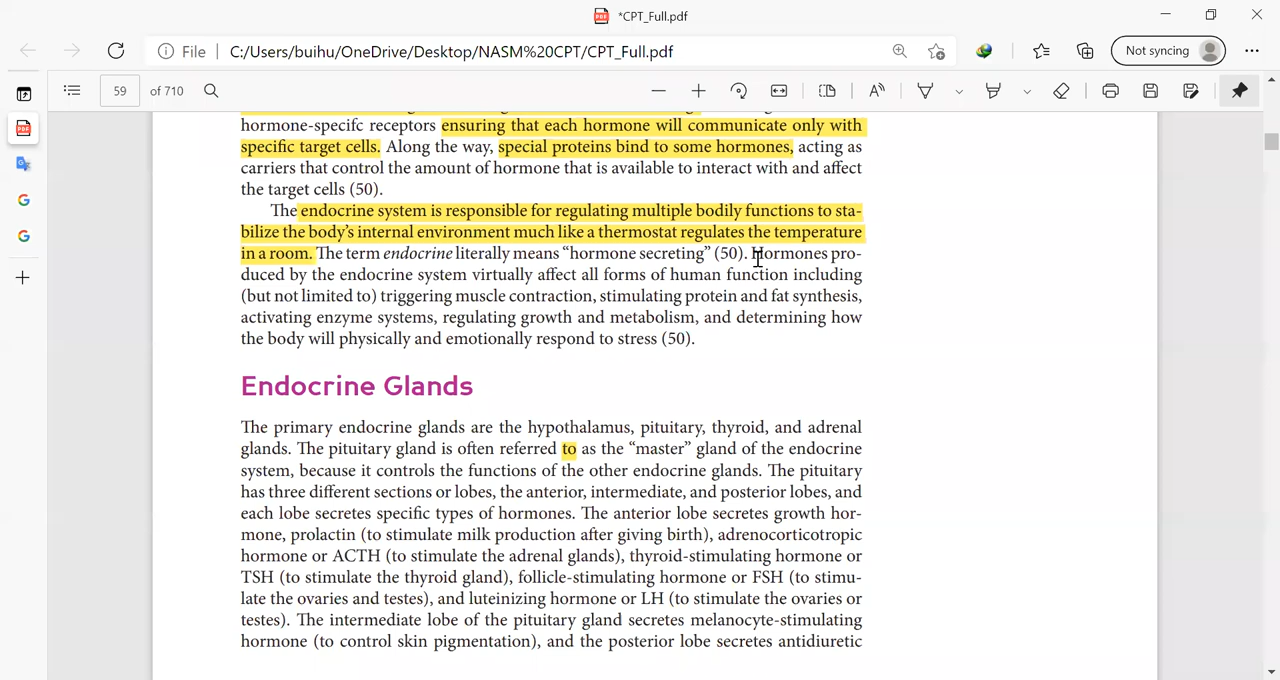 *CPT_Full.pdf
File C:/Users/buihu/OneDrive/Desktop/NASM%20CPT/CPT_Full.pdf Not syncing
59 of 710
hormone-specifc receptors ensuring that each hormone will communicate only with
specific target cells. Along the way, special proteins bind to some hormones, acting as
carriers that control the amount of hormone that is available to interact with and affect
the target cells (50).
The endocrine system is responsible for regulating multiple bodily functions to sta-
bilize the body’s internal environment much like a thermostat regulates the temperature
in a room. The term endocrine literally means “hormone secreting” (50). Hormones pro-
duced by the endocrine system virtually affect all forms of human function including
(but not limited to) triggering muscle contraction, stimulating protein and fat synthesis,
activating enzyme systems, regulating growth and metabolism, and determining how
the body will physically and emotionally respond to stress (50).
Endocrine Glands
The primary endocrine glands are the hypothalamus, pituitary, thyroid, and adrenal
glands. The pituitary gland is often referred to as the “master” gland of the endocrine
system, because it controls the functions of the other endocrine glands. The pituitary
has three different sections or lobes, the anterior, intermediate, and posterior lobes, and
each lobe secretes specific types of hormones. The anterior lobe secretes growth hor-
mone, prolactin (to stimulate milk production after giving birth), adrenocorticotropic
hormone or ACTH (to stimulate the adrenal glands), thyroid-stimulating hormone or
TSH (to stimulate the thyroid gland), follicle-stimulating hormone or FSH (to stimu-
late the ovaries and testes), and luteinizing hormone or LH (to stimulate the ovaries or
testes). The intermediate lobe of the pituitary gland secretes melanocyte-stimulating
hormone (to control skin pigmentation), and the posterior lobe secretes antidiuretic